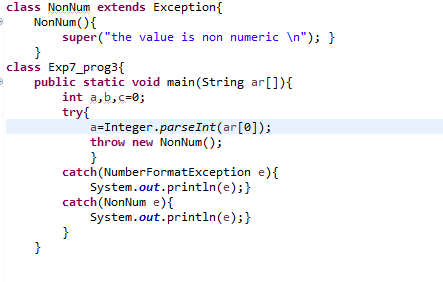 class NonNum extends Exception{
    NonNum(){
        super("the value is non numeric \n"); }
    }
class Exp7_prog3{
    public static void main(String ar[]){
        int a,b,c=0;
        try{
            a=Integer.parseInt(ar[0]);
            throw new NonNum();
            }
        catch(NumberFormatException e){
            System.out.println(e);}
        catch(NonNum e){
            System.out.println(e);}
        }
    }